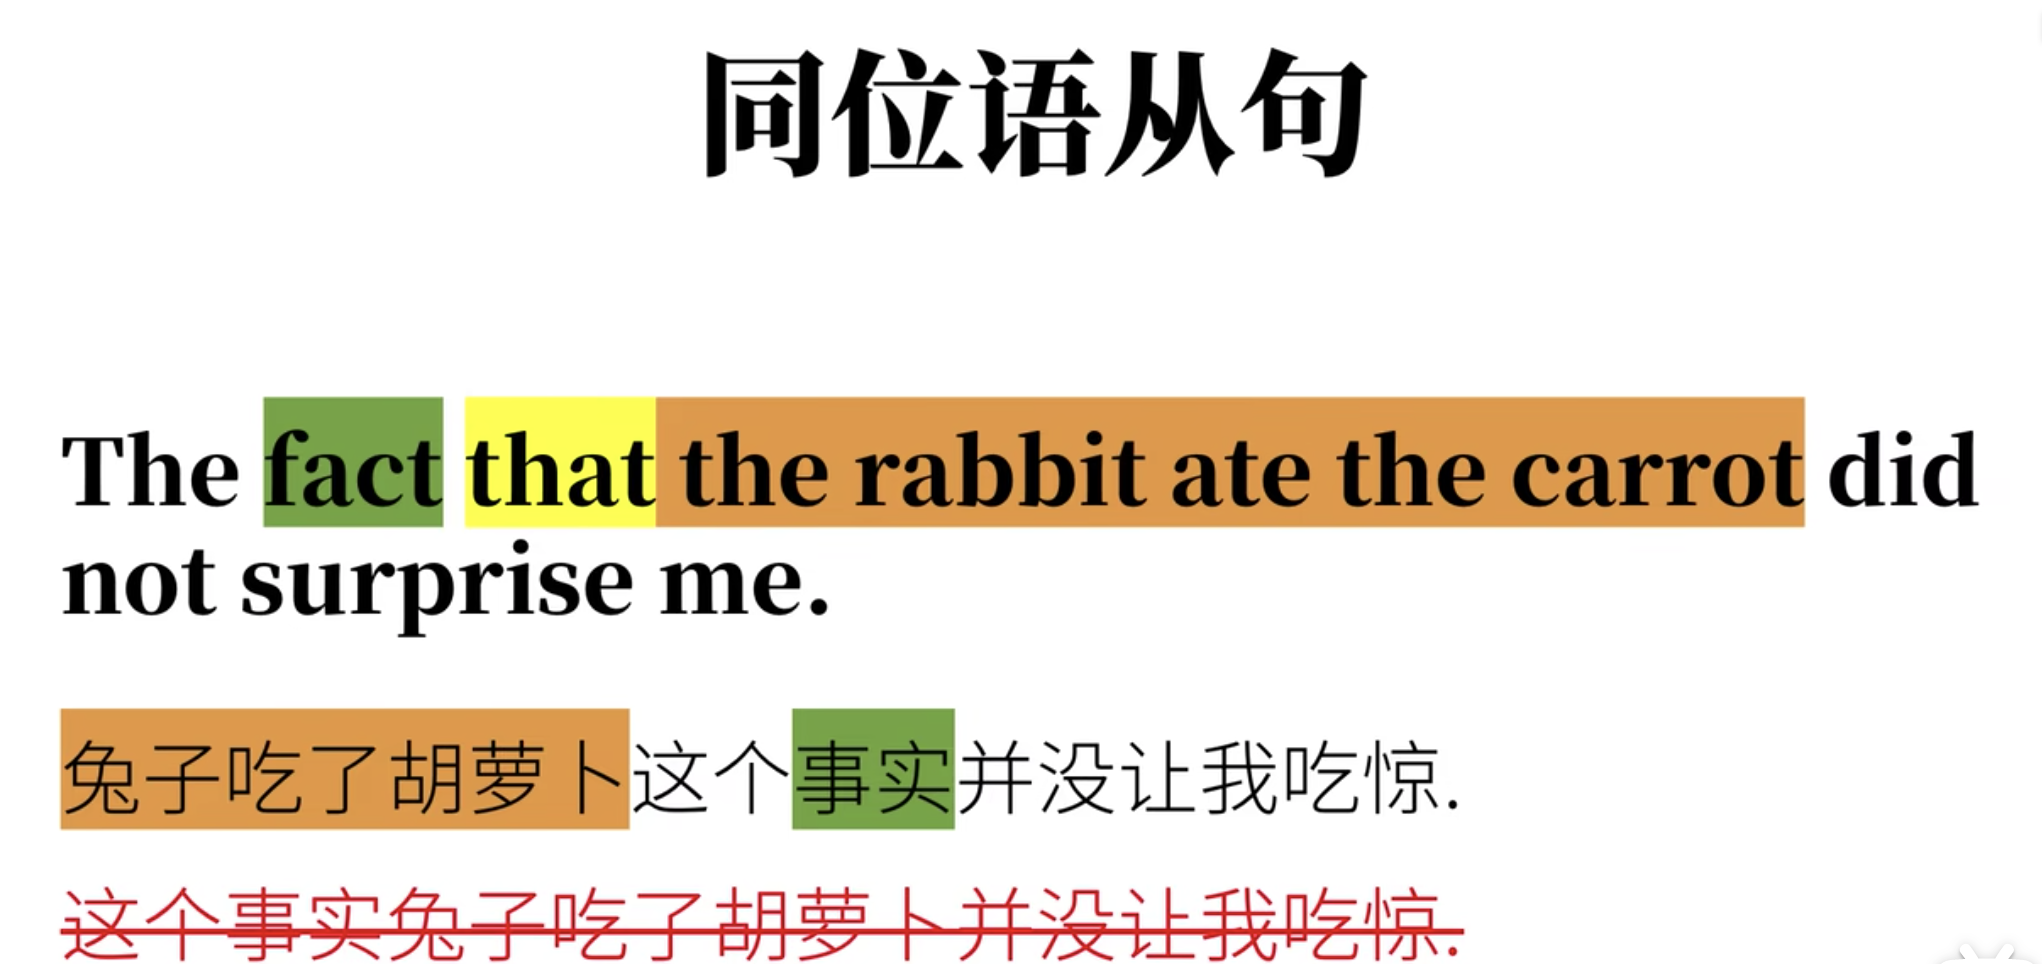 同位语从句
The fact that the rabbit ate the carrot did
not surprise me.
兔子吃了胡萝卜这个事实并没让我吃惊.
这个事实兔子吃了胡萝卜并没让我吃惊.